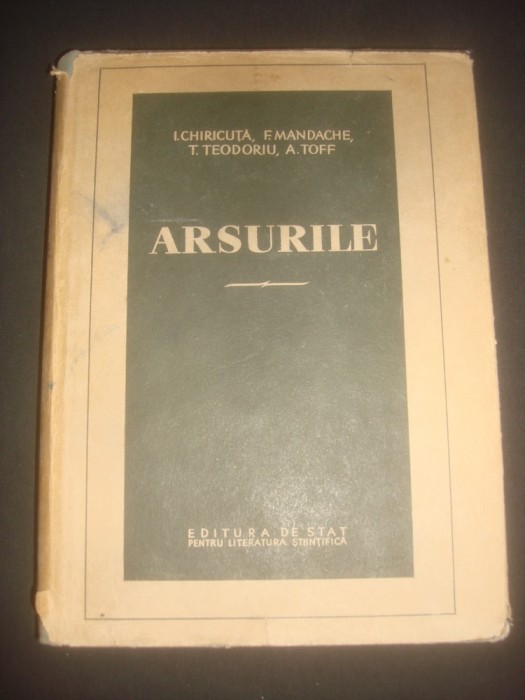 I.CHIRICUȚĂ, F.MANDACHE,
T. TEODORIU, A.TOFF
ARSURILE
EDITURA DE STAT
PENTRU LITERATURA ȘTIINȚIFICĂ